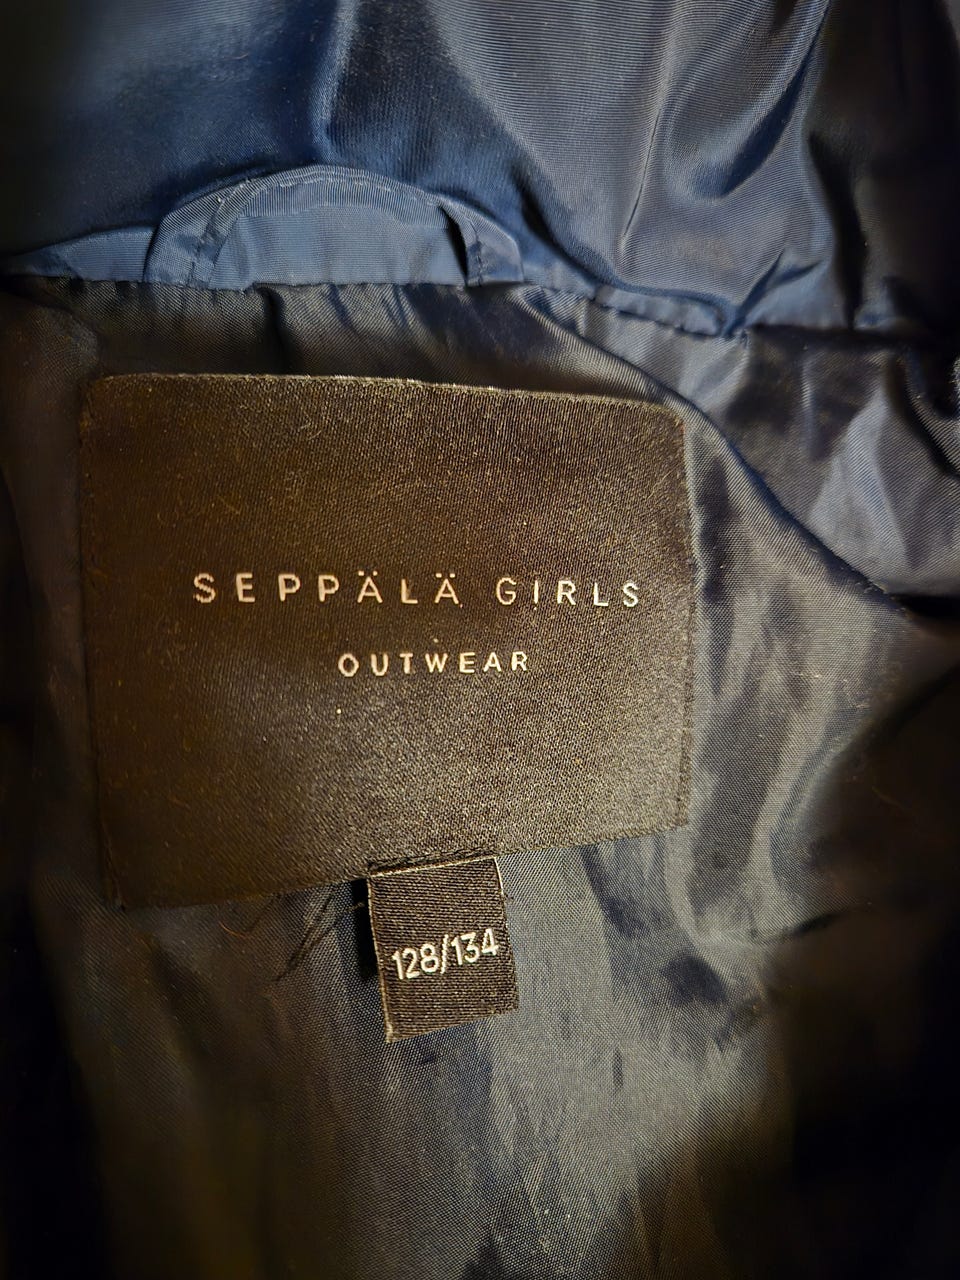 SEPPÄLÄ GIRLS
OUTWEAR
128/134